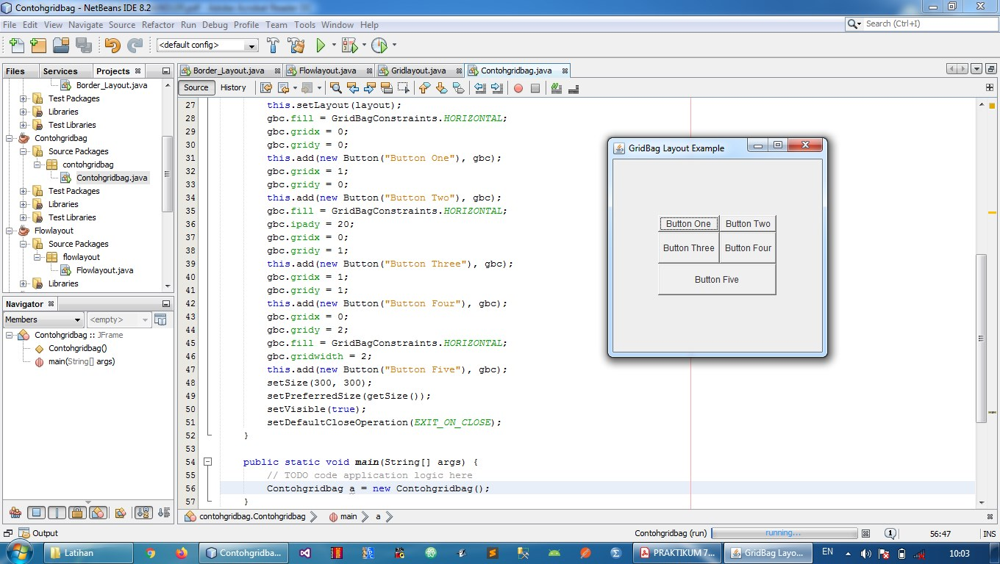 Contohgridbag - NetBeans IDE 8.2
File Edit View Navigate Source Refactor Run Debug Profile Team Tools Window Help
Search (Ctrl+I)
<default config>
Files Services Projects
Border_Layout.java
Test Packages
Libraries
Test Libraries
Contohgridbag
Source Packages
contohgridbag
Contohgridbag.java
Test Packages
Libraries
Test Libraries
Flowlayout
Source Packages
flowlayout
Flowlayout.java
Libraries
Navigator
Members <empty>
Contohgridbag :: JFrame
Contohgridbag()
main(String[] args)
Border_Layout.java Flowlayout.java Gridlayout.java Contohgridbag.java
Source History
27 this.setLayout(layout);
28 gbc.fill = GridBagConstraints.HORIZONTAL;
29 gbc.gridx = 0;
30 gbc.gridy = 0;
31 this.add(new Button("Button One"), gbc);
32 gbc.gridx = 1;
33 gbc.gridy = 0;
34 this.add(new Button("Button Two"), gbc);
35 gbc.fill = GridBagConstraints.HORIZONTAL;
36 gbc.ipady = 20;
37 gbc.gridx = 0;
38 gbc.gridy = 1;
39 this.add(new Button("Button Three"), gbc);
40 gbc.gridx = 1;
41 gbc.gridy = 1;
42 this.add(new Button("Button Four"), gbc);
43 gbc.gridx = 0;
44 gbc.gridy = 2;
45 gbc.fill = GridBagConstraints.HORIZONTAL;
46 gbc.gridwidth = 2;
47 this.add(new Button("Button Five"), gbc);
48 setSize(300, 300);
49 setPreferredSize(getSize());
50 setVisible(true);
51 setDefaultCloseOperation(EXIT_ON_CLOSE);
52 }
53
54 public static void main(String[] args) {
55 // TODO code application logic here
56 Contohgridbag a = new Contohgridbag();
57 }
GridBag Layout Example
Button One Button Two
Button Three Button Four
Button Five
contohgridbag.Contohgridbag main a
Output
Contohgridbag (run) running... 1 56:47 INS
Latihan
Contohgridba...
PRAKTIKUM 7...
GridBag Layo...
EN
10:03